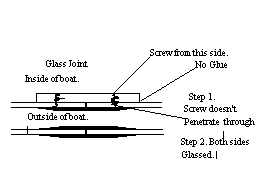 Screw from this side.
Glass Joint
No Glue
Inside of boat.
Step 1.
Screw doesn't
Penetrate through
Outside of boat.
Step 2. Both sides
Glassed.